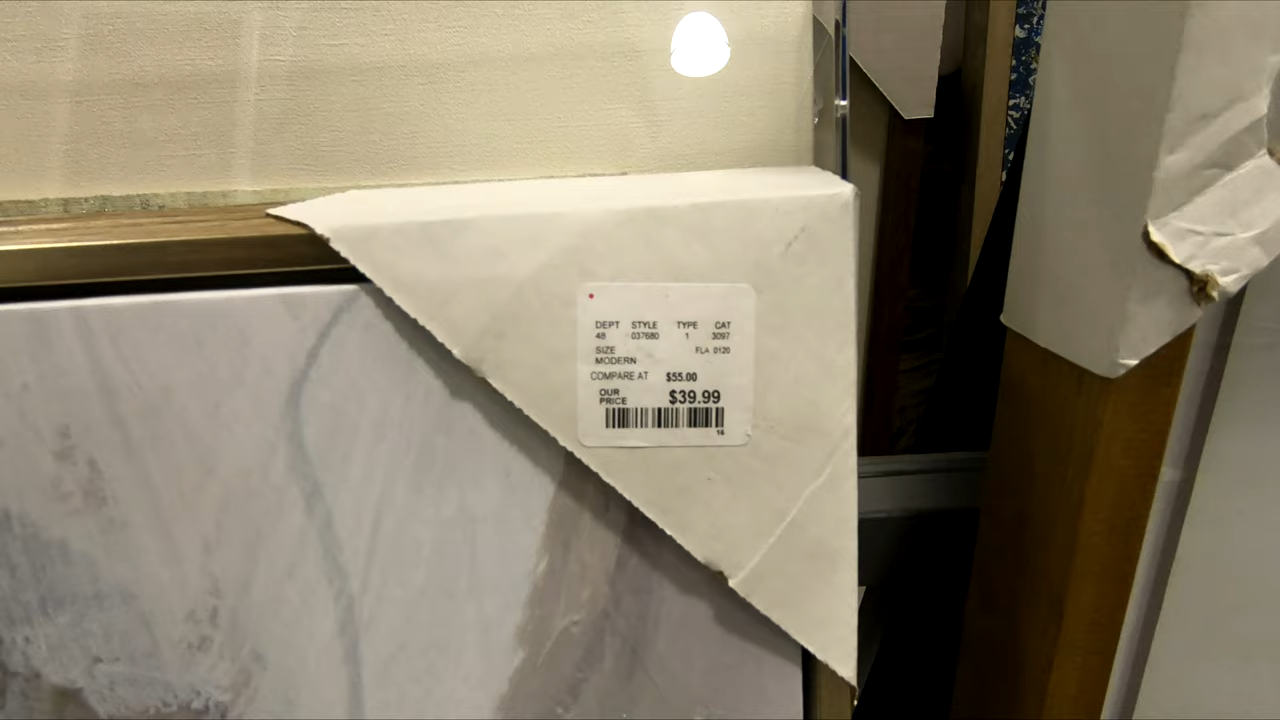 DEPT STYLE TYPE CAT
48 037680 1 3097
SIZE FLA 0120
MODERN
COMPARE AT $55.00
OUR PRICE $39.99
16